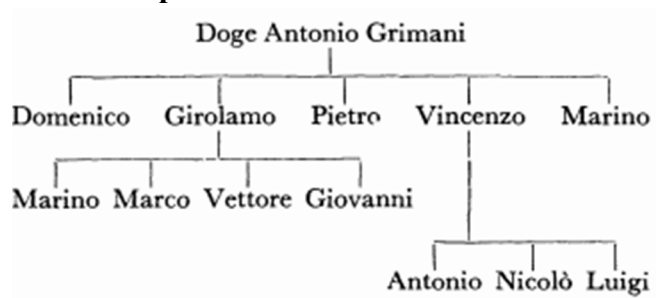 Doge Antonio Grimani
Domenico Girolamo Pietro Vincenzo Marino
Marino Marco Vettore Giovanni
Antonio Nicolò Luigi